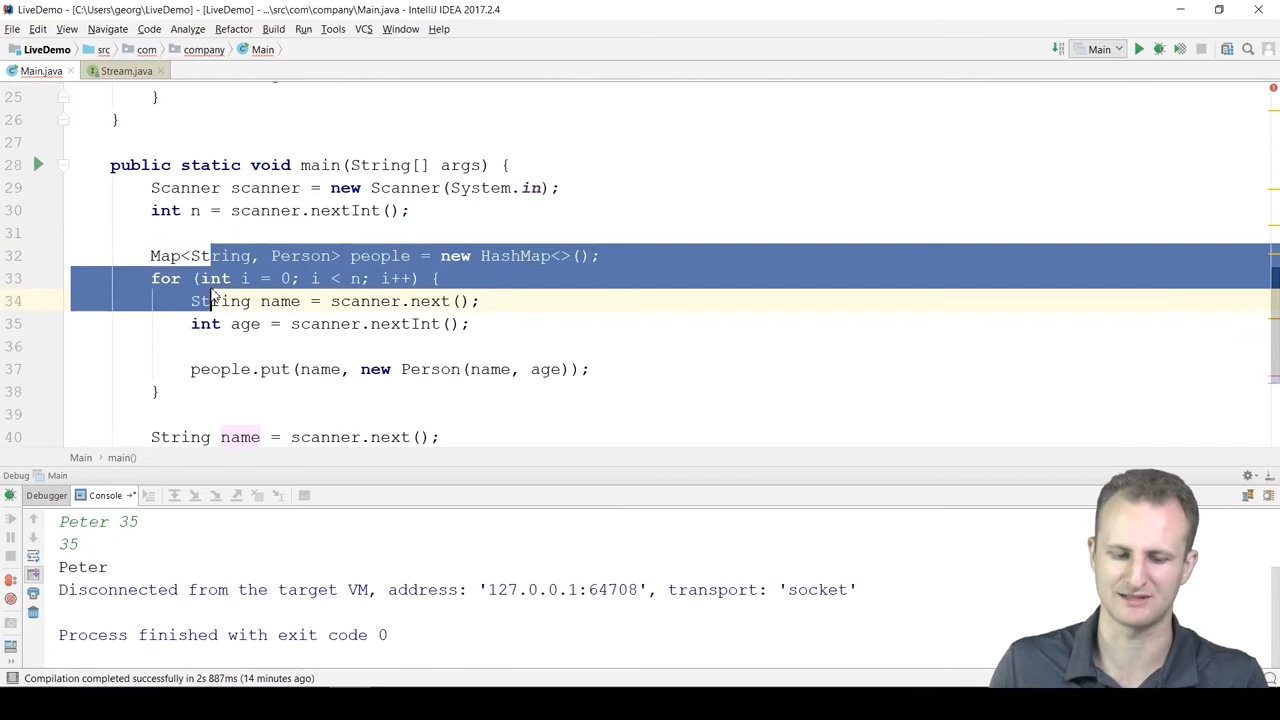 LiveDemo - [C:\Users\georg\LiveDemo] - [LiveDemo] - ...\src\com\company\Main.java - IntelliJ IDEA 2017.2.4
File Edit View Navigate Code Analyze Refactor Build Run Tools VCS Window Help
LiveDemo src com company Main Main
Main.java Stream.java
25 }
26 }
27
28 public static void main(String[] args) {
29 Scanner scanner = new Scanner(System.in);
30 int n = scanner.nextInt();
31
32 Map<String, Person> people = new HashMap<>();
33 for (int i = 0; i < n; i++) {
34 String name = scanner.next();
35 int age = scanner.nextInt();
36
37 people.put(name, new Person(name, age));
38 }
39
40 String name = scanner.next();
Main main()
Debug Main
Debugger Console
Peter 35
35
Peter
Disconnected from the target VM, address: '127.0.0.1:64708', transport: 'socket'
Process finished with exit code 0
Compilation completed successfully in 2s 887ms (14 minutes ago)